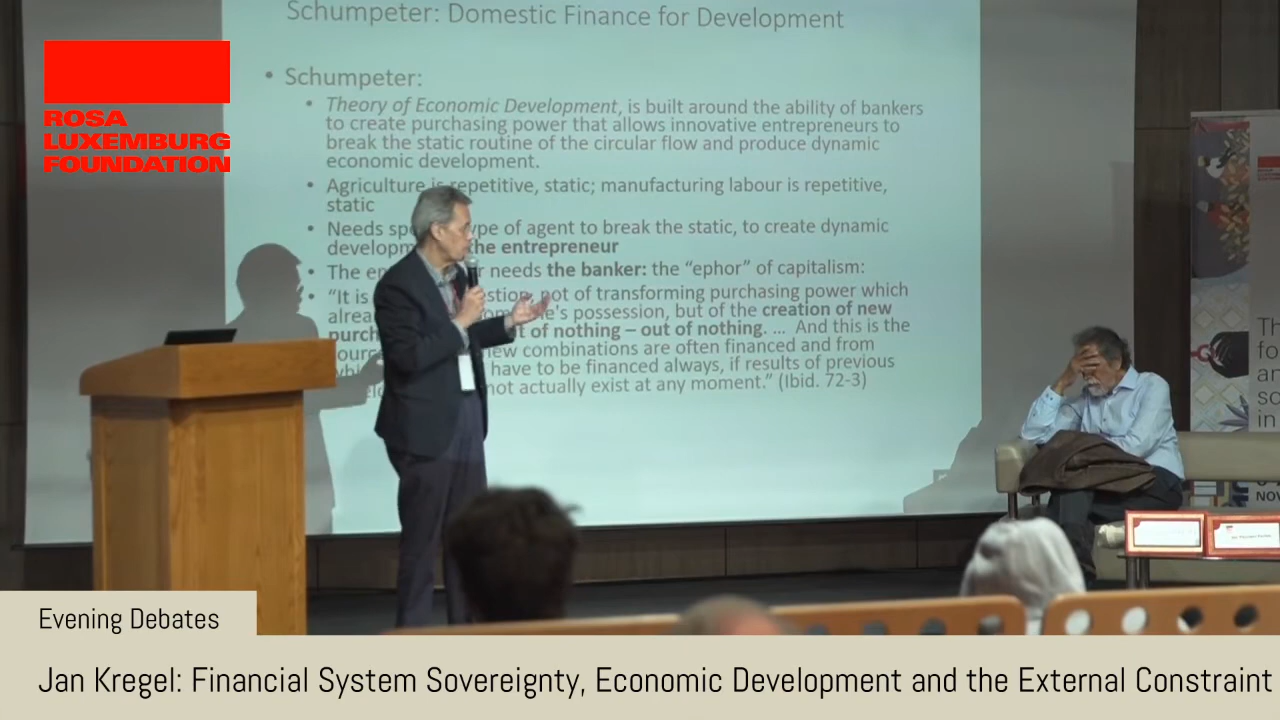 Schumpeter: Domestic Finance for Development
ROSA
LUXEMBURG
FOUNDATION
• Schumpeter:
• Theory of Economic Development, is built around the ability of bankers
to create purchasing power that allows innovative entrepreneurs to
break the static routine of the circular flow and produce dynamic
economic development.
• Agriculture is repetitive, static; manufacturing labour is repetitive,
static
• Needs of agent to break the static, to create dynamic
the entrepreneur
• The needs the banker: the “ephor” of capitalism:
• “It is not of transforming purchasing power which
possession, but of the creation of new
out of nothing – out of nothing. … And this is the
new combinations are often financed and from
have to be financed always, if results of previous
not actually exist at any moment.” (Ibid. 72-3)
in
NOV
Evening Debates
Jan Kregel: Financial System Sovereignty, Economic Development and the External Constraint